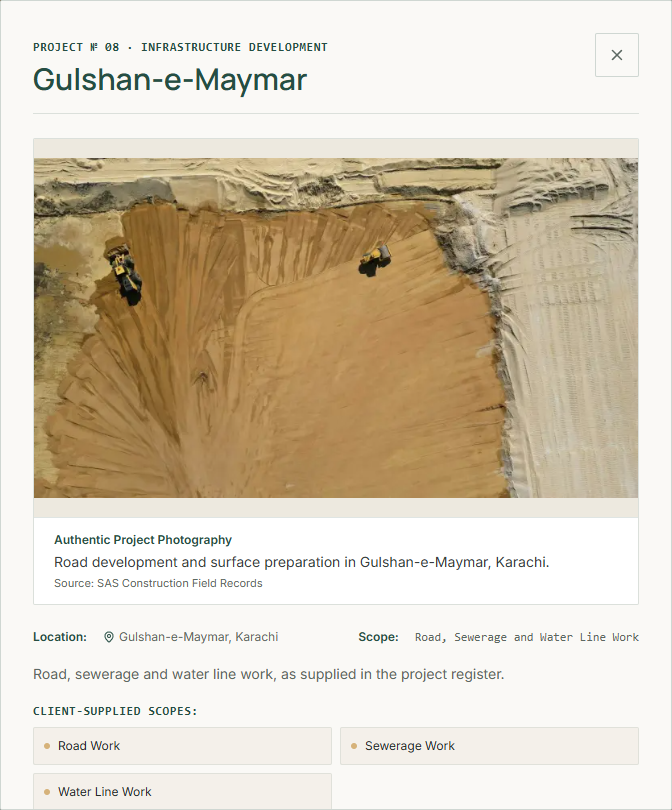 PROJECT № 08 · INFRASTRUCTURE DEVELOPMENT
Gulshan-e-Maymar
Authentic Project Photography
Road development and surface preparation in Gulshan-e-Maymar, Karachi.
Source: SAS Construction Field Records
Location: Gulshan-e-Maymar, Karachi Scope: Road, Sewerage and Water Line Work
Road, sewerage and water line work, as supplied in the project register.
CLIENT-SUPPLIED SCOPES:
Road Work Sewerage Work
Water Line Work